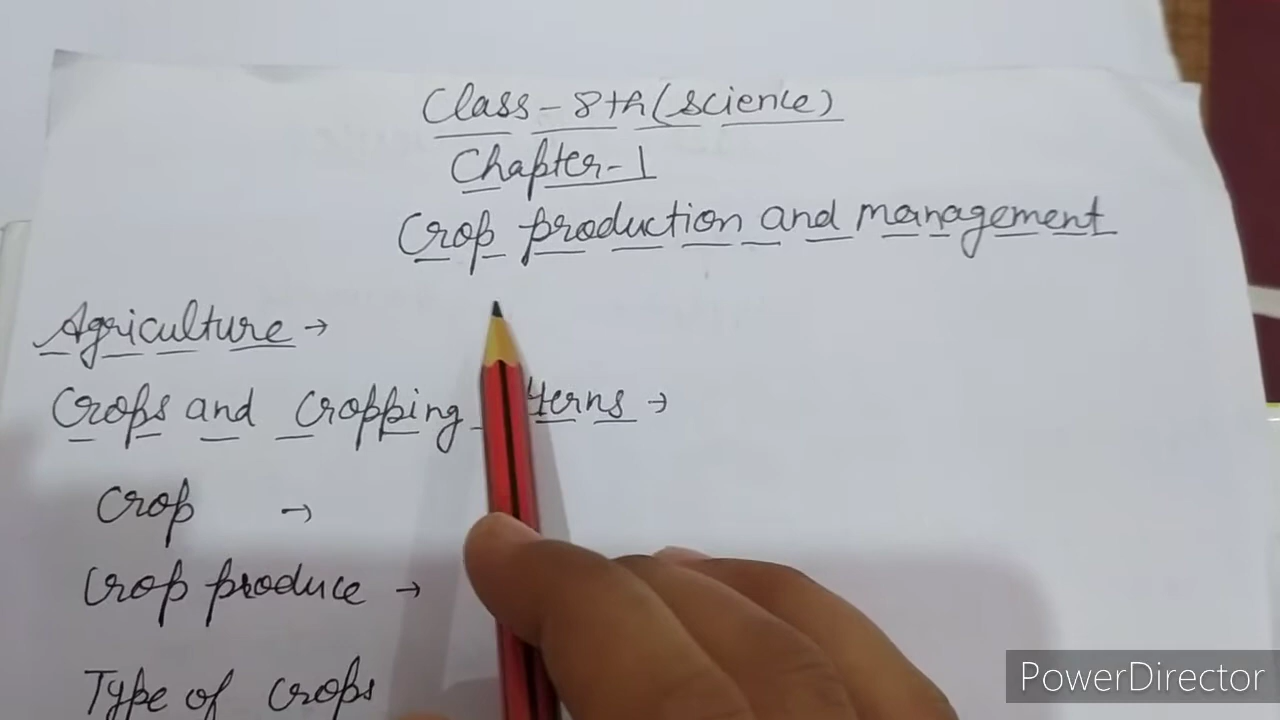 Class-8th(science)
Chapter-1
Crop production and management
Agriculture →
Crops and cropping terns →
Crop →
Crop produce →
Type of crops
PowerDirector